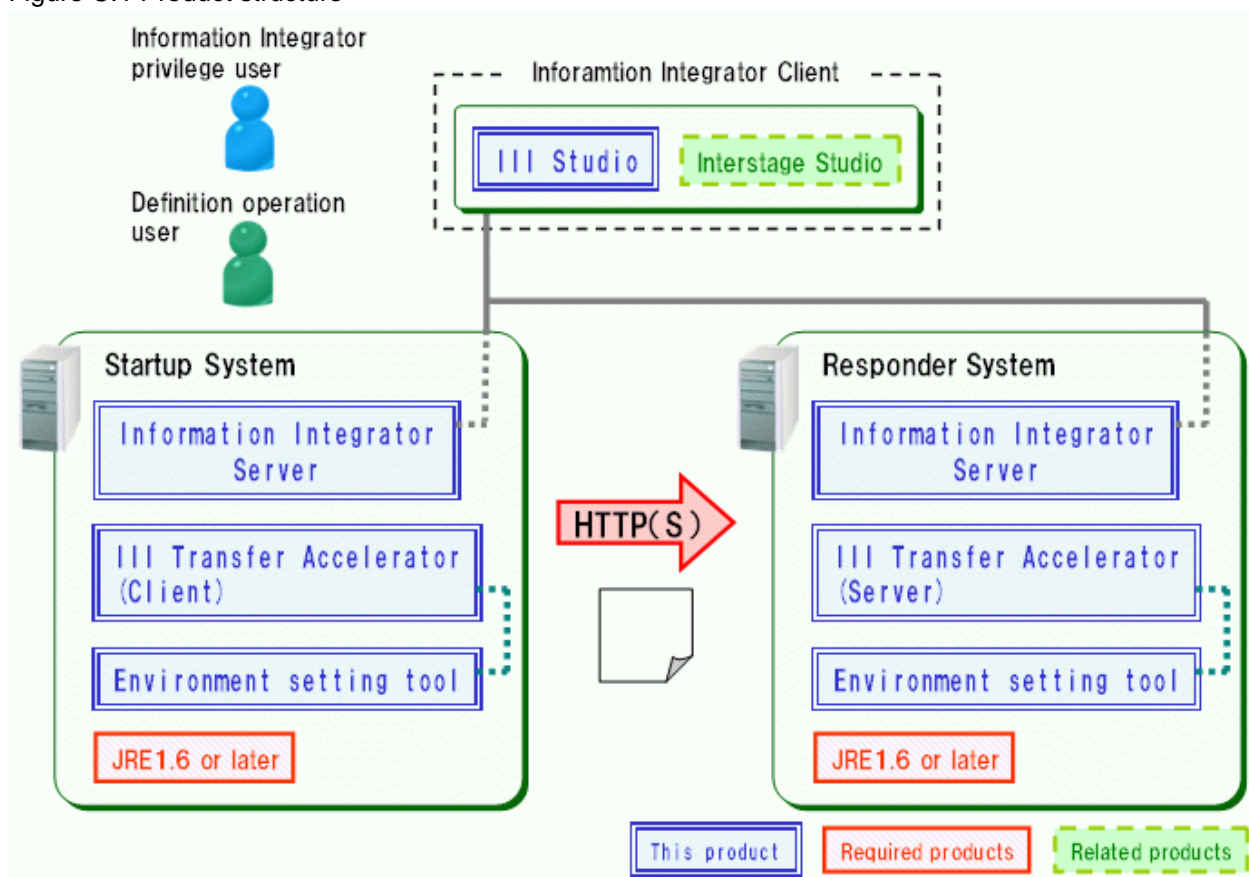 Information Integrator
privilege user
Inforamtion Integrator Client
III Studio
Interstage Studio
Definition operation
user
Startup System
Information Integrator
Server
III Transfer Accelerator
(Client)
Environment setting tool
JRE1.6 or later
HTTP(S)
Responder System
Information Integrator
Server
III Transfer Accelerator
(Server)
Environment setting tool
JRE1.6 or later
This product
Required products
Related products